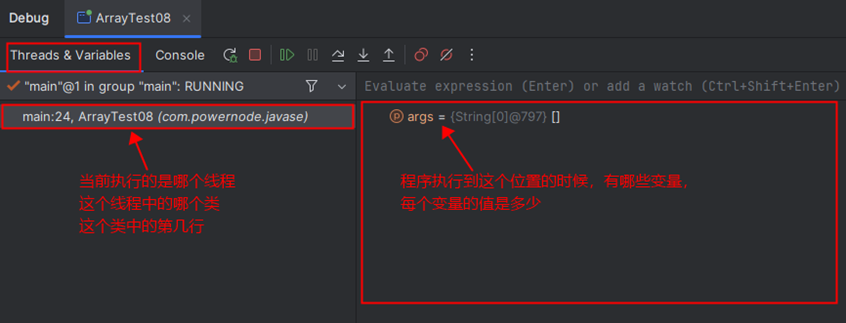 Debug ArrayTest08
Threads & Variables Console
"main"@1 in group "main": RUNNING
Evaluate expression (Enter) or add a watch (Ctrl+Shift+Enter)
main:24, ArrayTest08 (com.powernode.javase)
args = {String[0]@797} []
当前执行的是哪个线程
这个线程中的哪个类
这个类中的第几行
程序执行到这个位置的时候，有哪些变量，
每个变量的值是多少